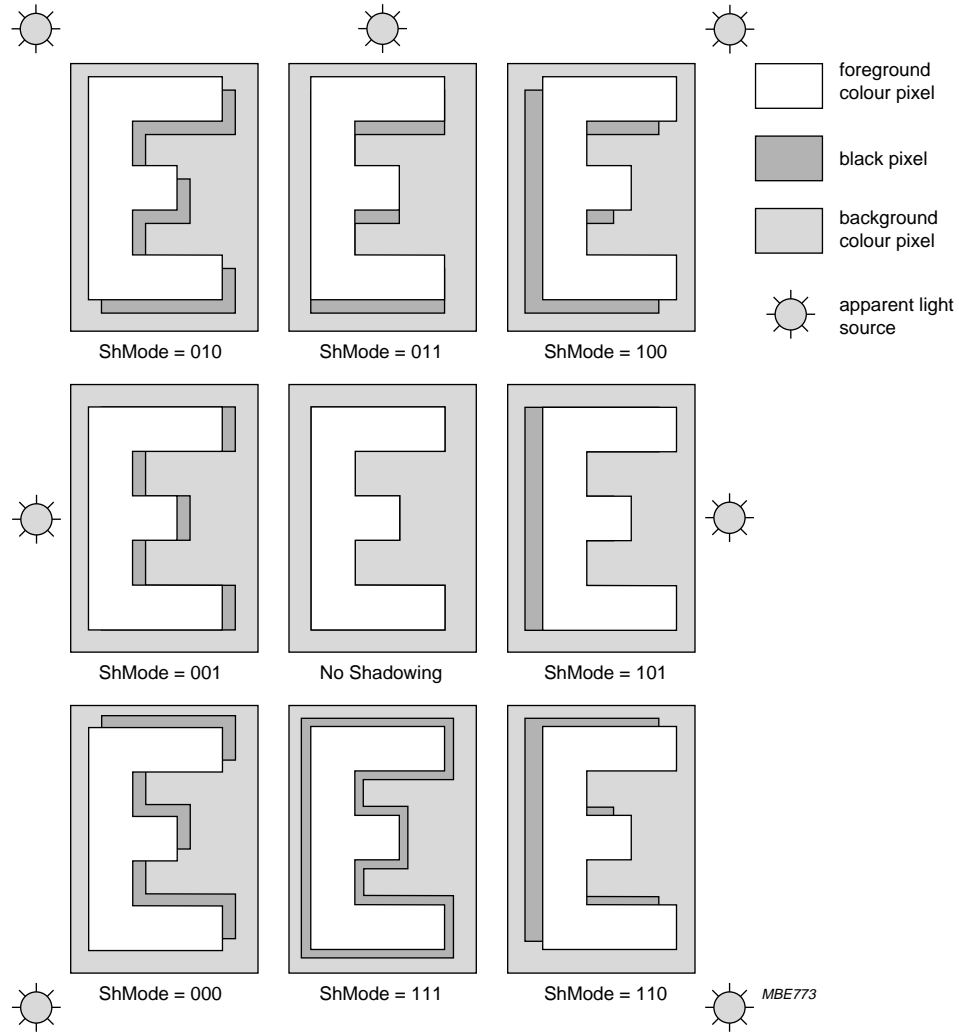 foreground
colour pixel
black pixel
background
colour pixel
apparent light
source
ShMode = 010
ShMode = 011
ShMode = 100
ShMode = 001
No Shadowing
ShMode = 101
ShMode = 000
ShMode = 111
ShMode = 110
MBE773